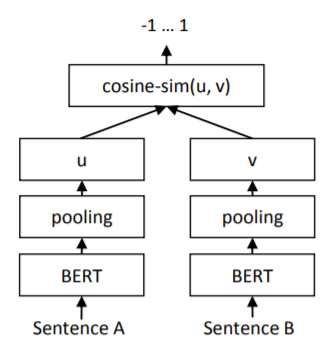 -1 … 1
cosine-sim(u, v)
u v
pooling pooling
BERT BERT
Sentence A Sentence B